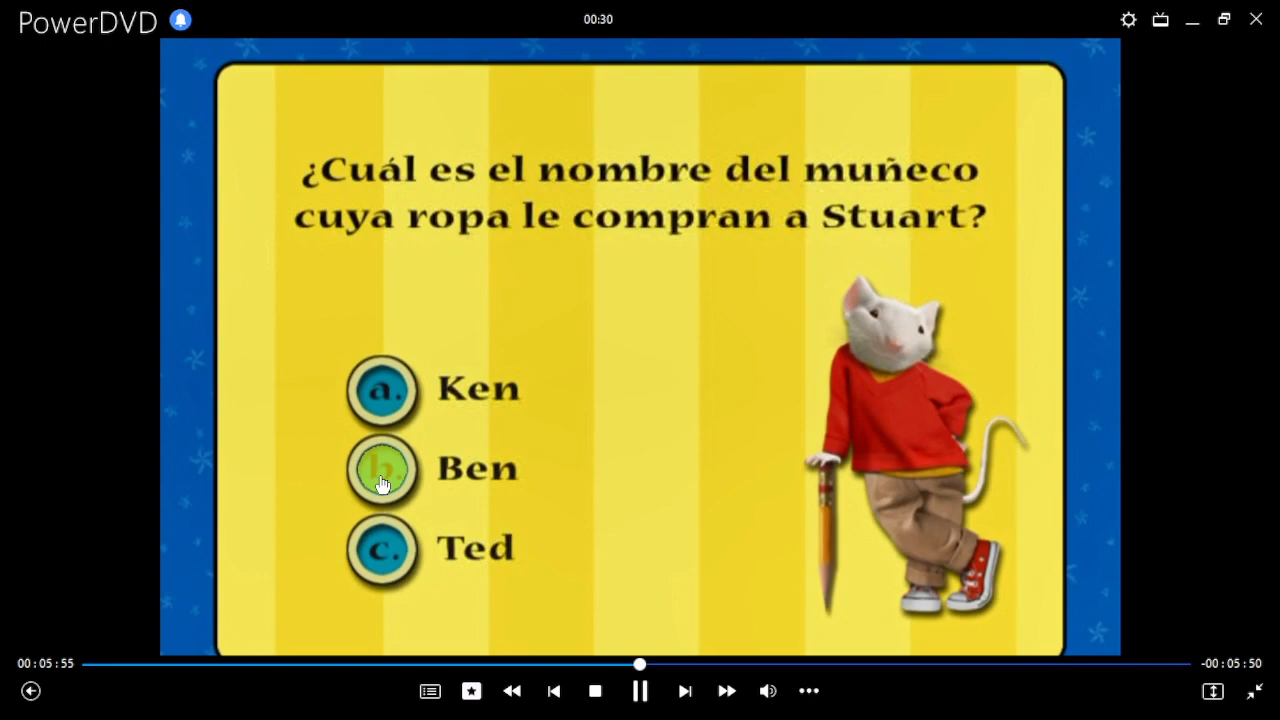 PowerDVD
00:30
¿Cuál es el nombre del muñeco
cuya ropa le compran a Stuart?
a. Ken
b. Ben
c. Ted
00:05:55
-00:05:50